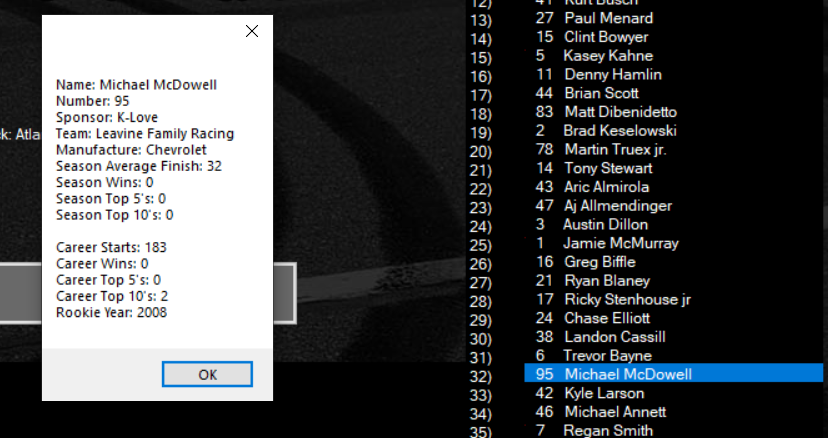 Name: Michael McDowell
Number: 95
Sponsor: K-Love
Team: Leavine Family Racing
Manufacture: Chevrolet
Season Average Finish: 32
Season Wins: 0
Season Top 5's: 0
Season Top 10's: 0
Career Starts: 183
Career Wins: 0
Career Top 5's: 0
Career Top 10's: 2
Rookie Year: 2008
OK
k: Atla
12) 41 Kurt Busch
13) 27 Paul Menard
14) 15 Clint Bowyer
15) 5 Kasey Kahne
16) 11 Denny Hamlin
17) 44 Brian Scott
18) 83 Matt Dibenidetto
19) 2 Brad Keselowski
20) 78 Martin Truex jr.
21) 14 Tony Stewart
22) 43 Aric Almirola
23) 47 Aj Allmendinger
24) 3 Austin Dillon
25) 1 Jamie McMurray
26) 16 Greg Biffle
27) 21 Ryan Blaney
28) 17 Ricky Stenhouse jr
29) 24 Chase Elliott
30) 38 Landon Cassill
31) 6 Trevor Bayne
32) 95 Michael McDowell
33) 42 Kyle Larson
34) 46 Michael Annett
35) 7 Regan Smith